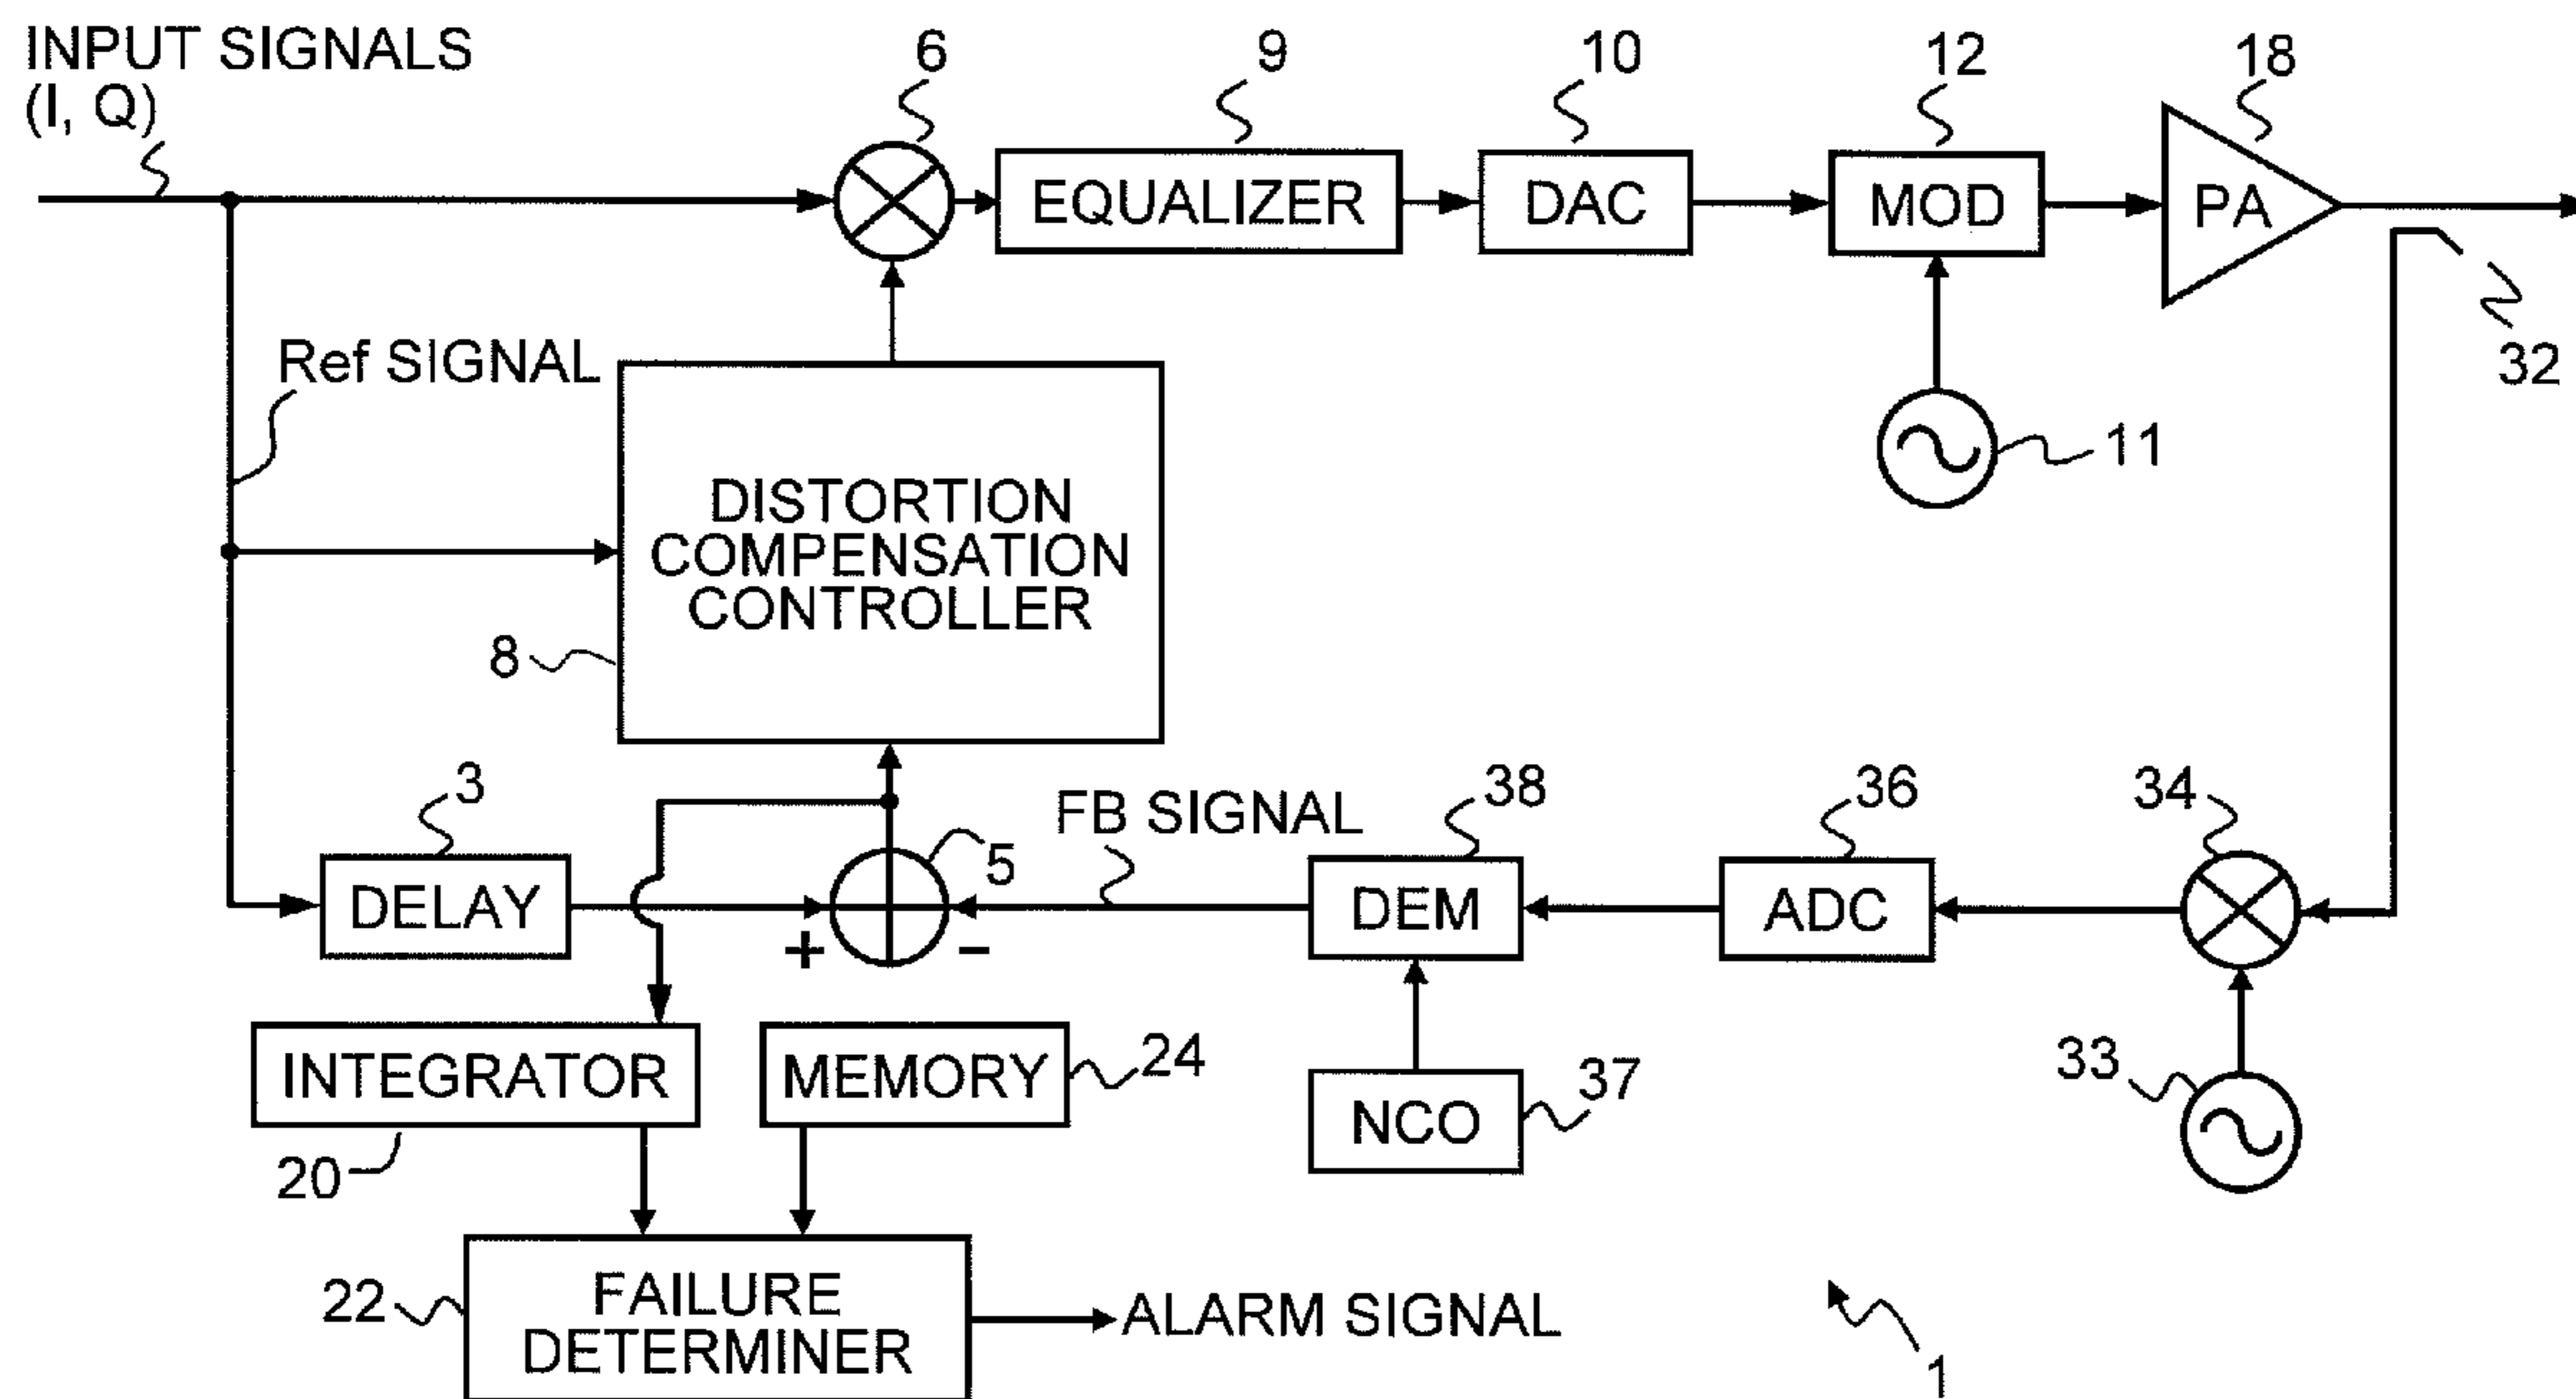 INPUT SIGNALS
(I, Q)
6
9
10
12
18
EQUALIZER
DAC
MOD
PA
Ref SIGNAL
32
11
DISTORTION
COMPENSATION
CONTROLLER
8
3
FB SIGNAL
38
36
34
5
DELAY
+
−
DEM
ADC
INTEGRATOR
MEMORY
24
33
37
NCO
20
22
FAILURE
DETERMINER
ALARM SIGNAL
1